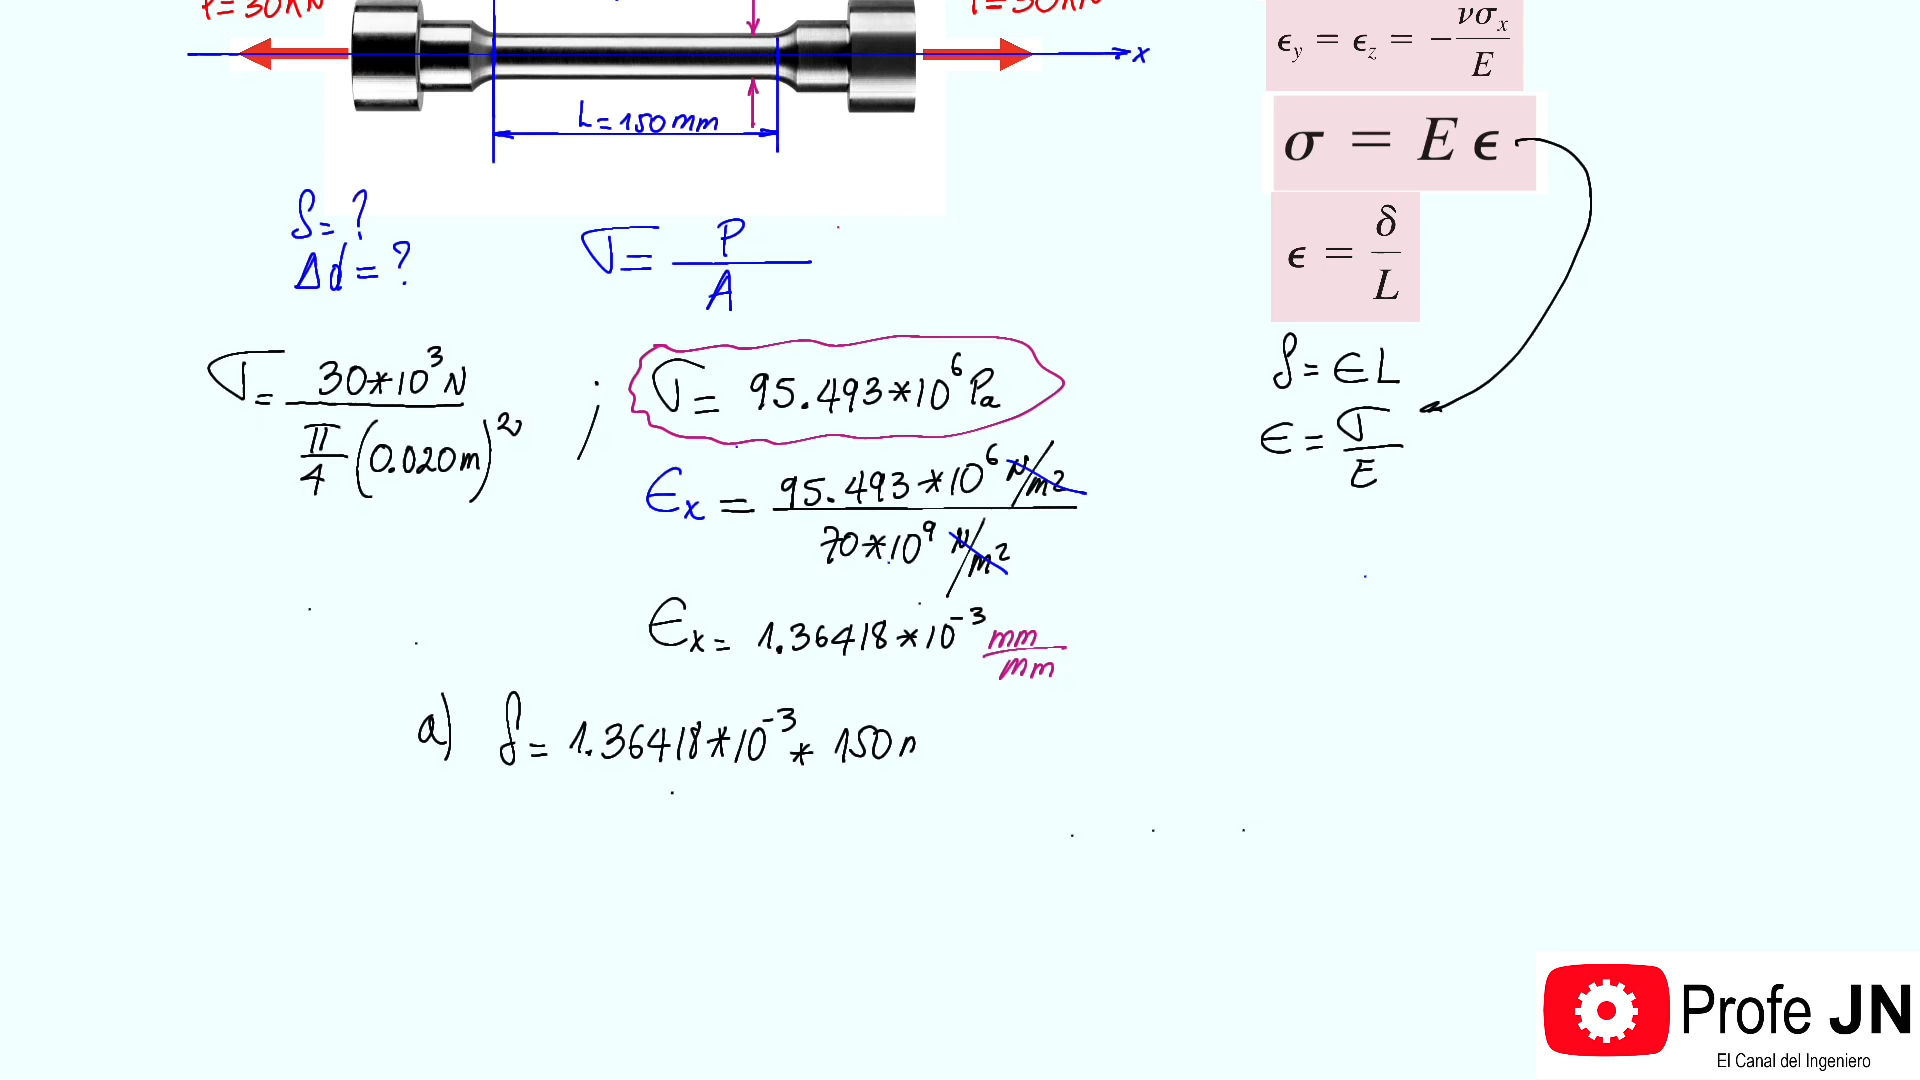 P=30KN
P=30KN
x
L=150mm
δ=?
Δd=?
σ= P/A
σ= 30*10³N / π/4 (0.020m)² ;
σ= 95.493*10⁶ Pa
ϵx = 95.493*10⁶ N/m² / 70*10⁹ N/m²
ϵx= 1.36418*10⁻³ mm/mm
a) δ= 1.36418*10⁻³ * 150
ϵy = ϵz = −νσx/E
σ = E ϵ
ϵ = δ/L
δ= ϵL
ϵ= σ/E
Profe JN
El Canal del Ingeniero